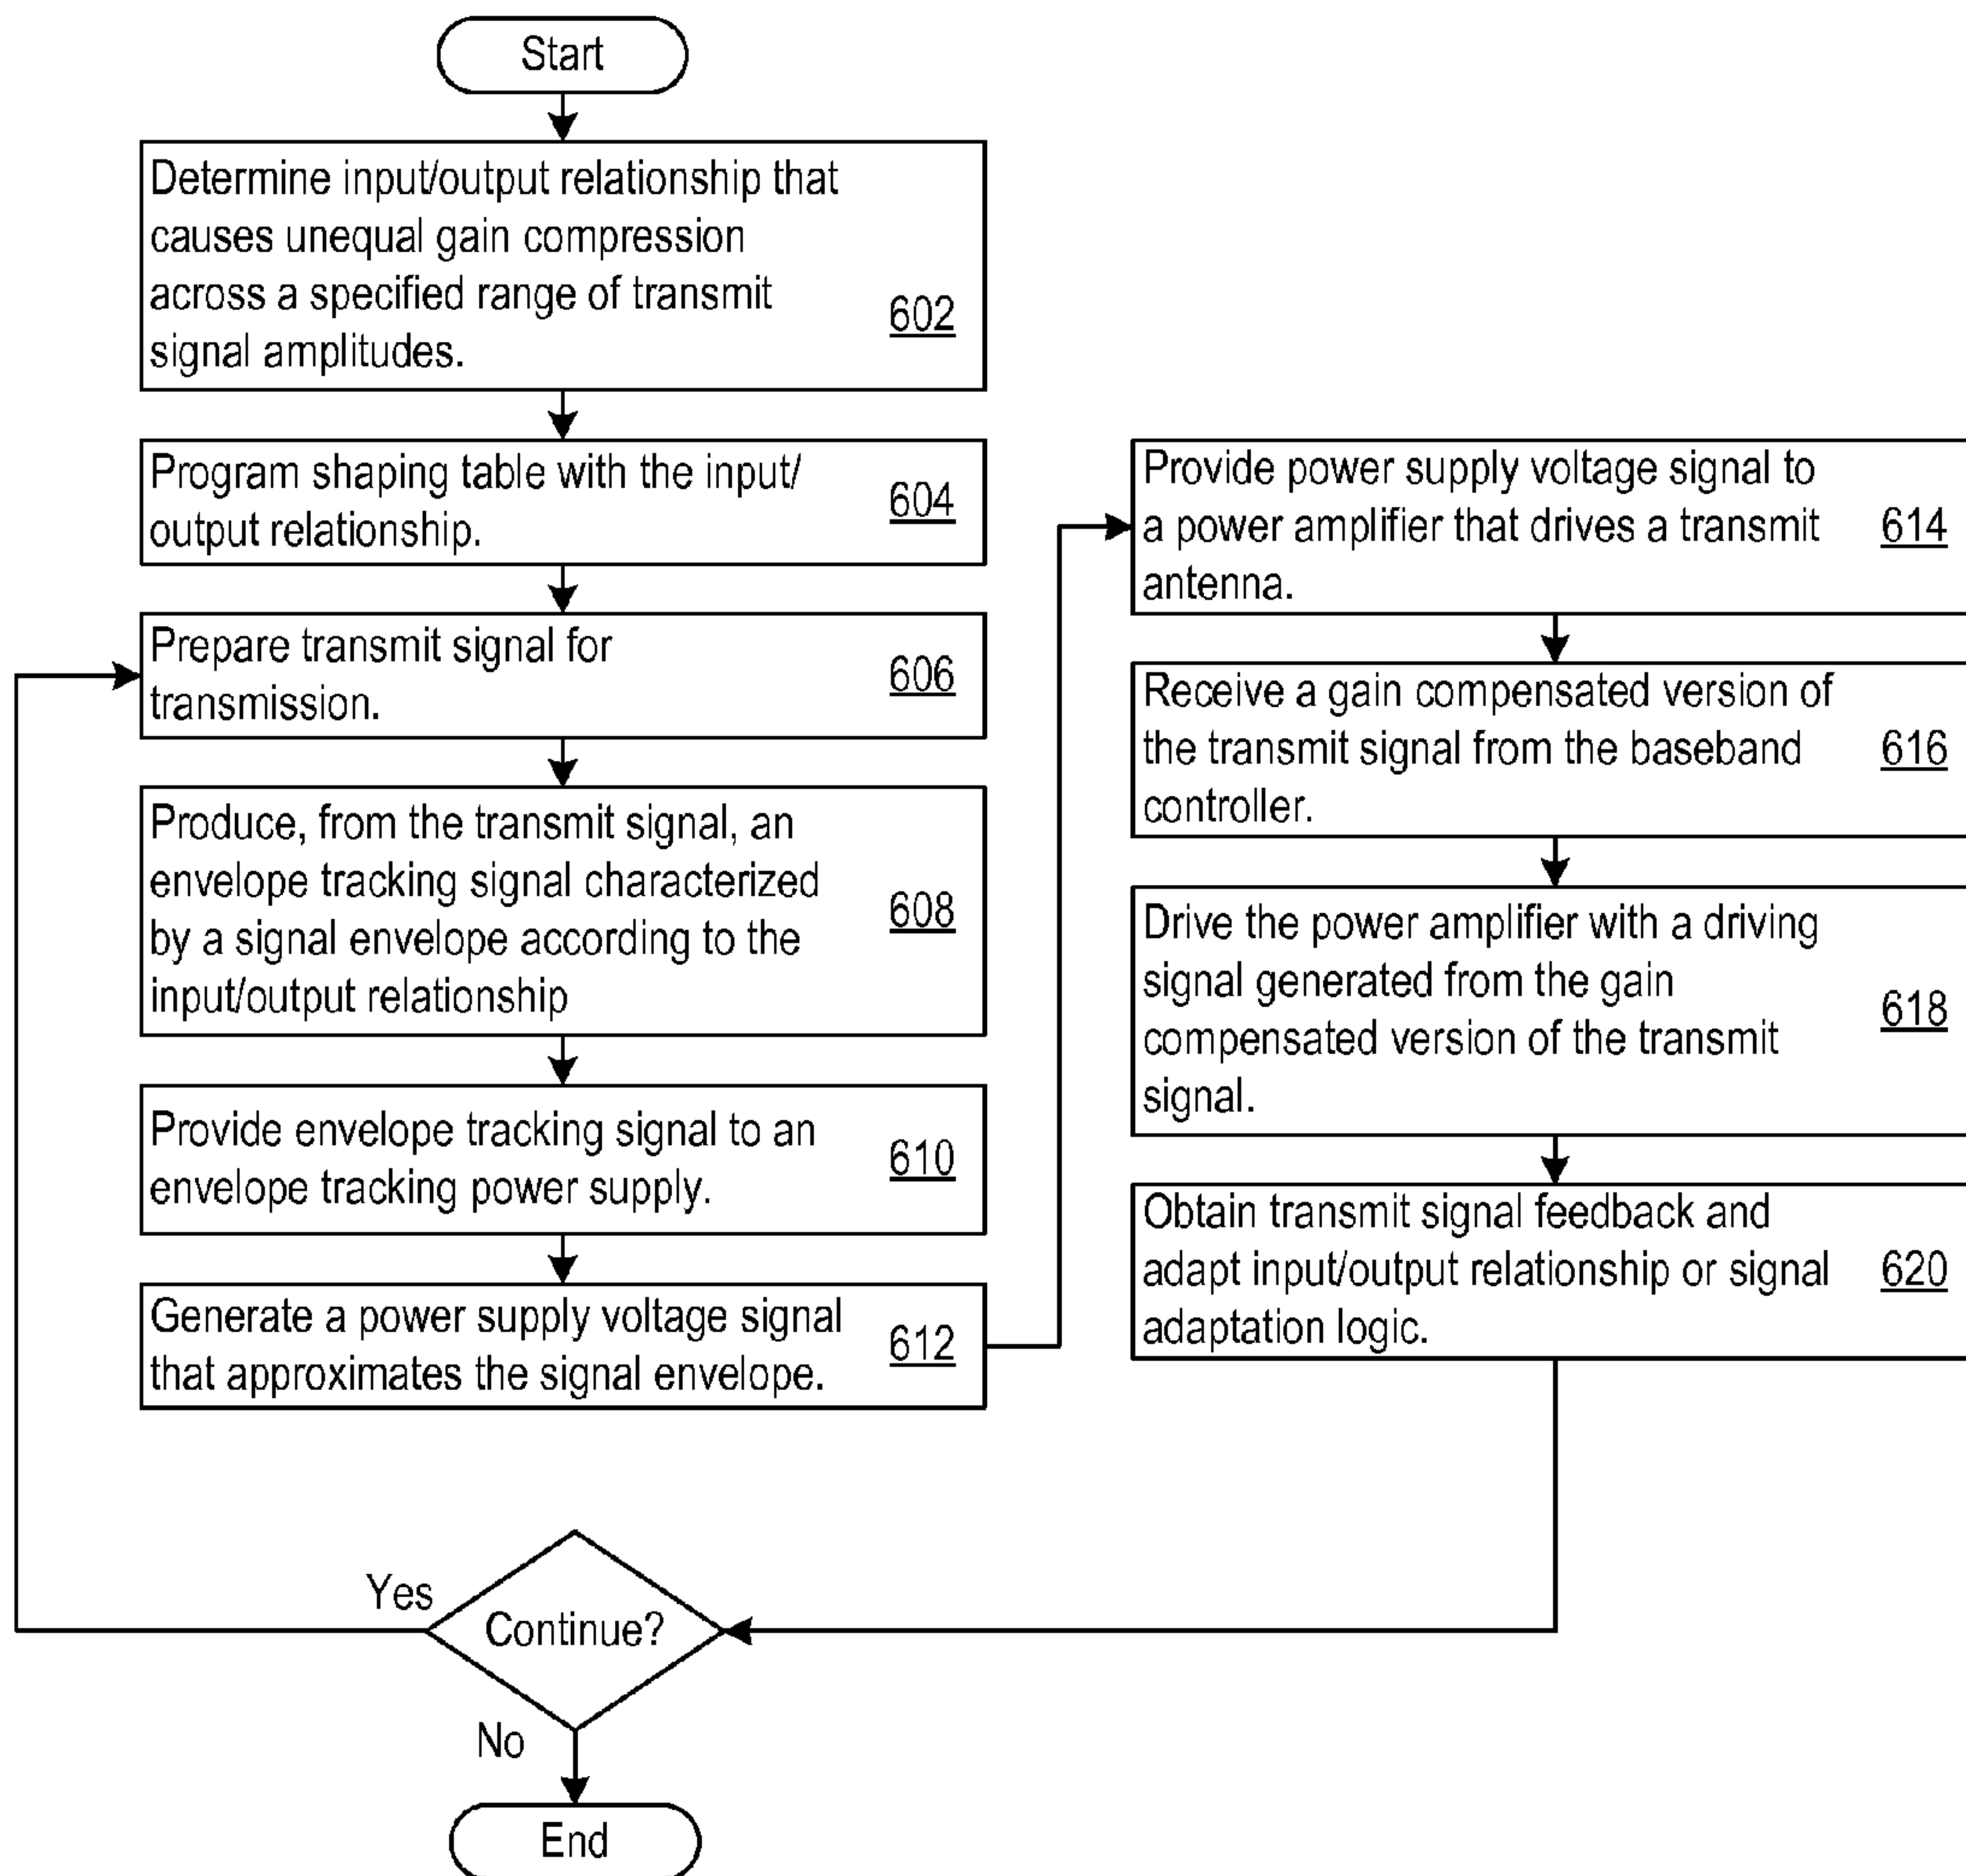 Start
Determine input/output relationship that
causes unequal gain compression
across a specified range of transmit
signal amplitudes.
602
Program shaping table with the input/
output relationship.
604
Prepare transmit signal for
transmission.
606
Produce, from the transmit signal, an
envelope tracking signal characterized
by a signal envelope according to the
input/output relationship
608
Provide envelope tracking signal to an
envelope tracking power supply.
610
Generate a power supply voltage signal
that approximates the signal envelope.
612
Provide power supply voltage signal to
a power amplifier that drives a transmit
antenna.
614
Receive a gain compensated version of
the transmit signal from the baseband
controller.
616
Drive the power amplifier with a driving
signal generated from the gain
compensated version of the transmit
signal.
618
Obtain transmit signal feedback and
adapt input/output relationship or signal
adaptation logic.
620
Continue?
Yes
No
End